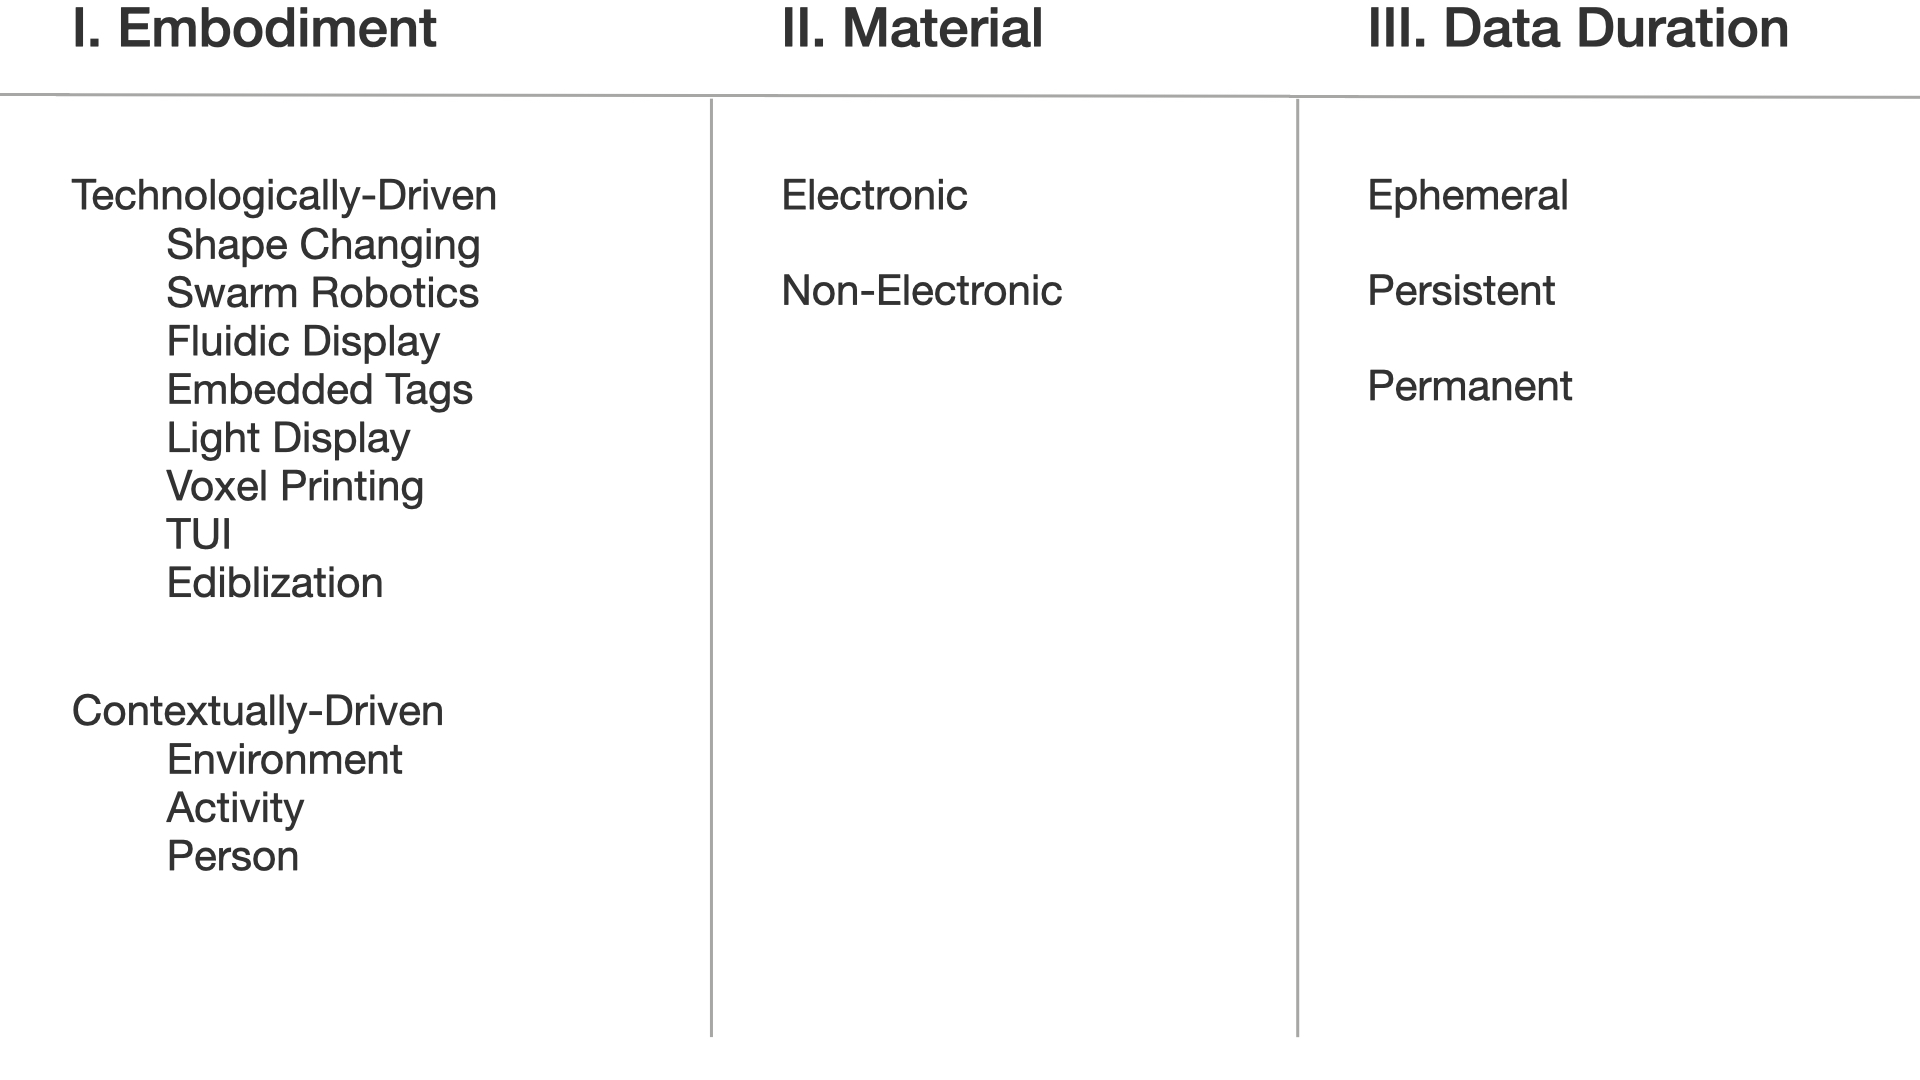 I. Embodiment
Technologically-Driven
Shape Changing
Swarm Robotics
Fluidic Display
Embedded Tags
Light Display
Voxel Printing
TUI
Ediblization
Contextually-Driven
Environment
Activity
Person
II. Material
Electronic
Non-Electronic
III. Data Duration
Ephemeral
Persistent
Permanent